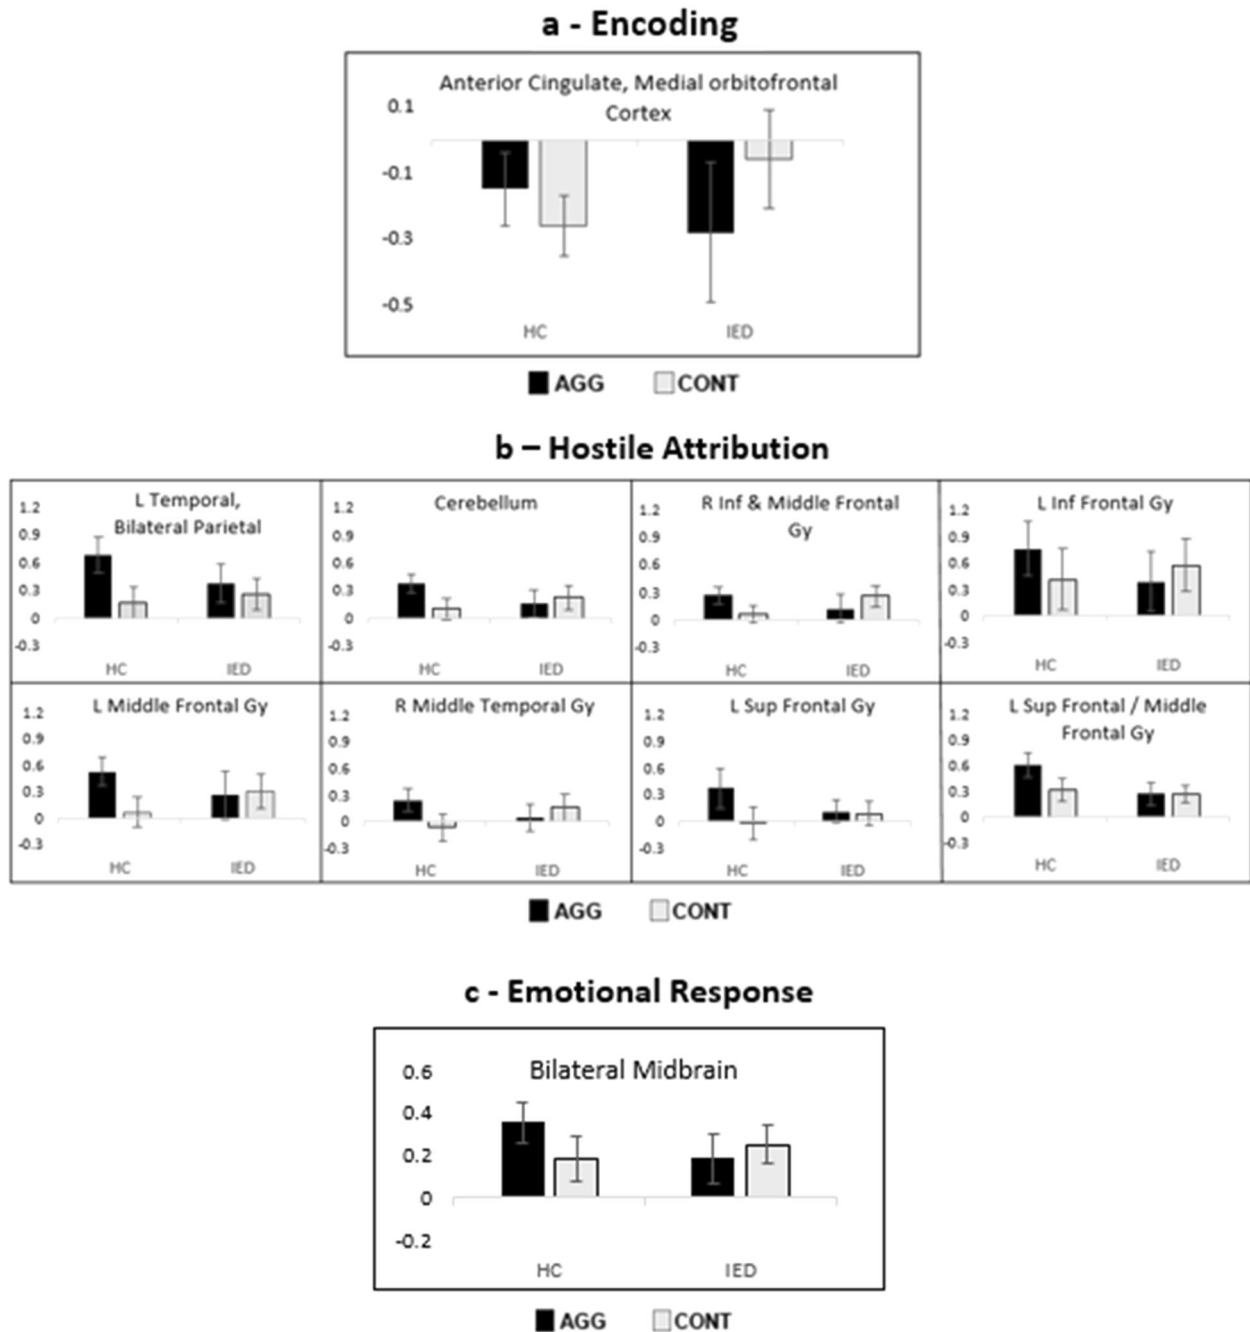 a - Encoding
Anterior Cingulate, Medial orbitofrontal
Cortex
0.1
-0.1
-0.3
-0.5
HC IED
AGG CONT
b – Hostile Attribution
L Temporal,
Bilateral Parietal
1.2
0.9
0.6
0.3
0
-0.3
HC IED
Cerebellum
1.2
0.9
0.6
0.3
0
-0.3
HC IED
R Inf & Middle Frontal
Gy
1.2
0.9
0.6
0.3
0
-0.3
HC IED
L Inf Frontal Gy
1.2
0.9
0.6
0.3
0
-0.3
HC IED
L Middle Frontal Gy
1.2
0.9
0.6
0.3
0
-0.3
HC IED
R Middle Temporal Gy
1.2
0.9
0.6
0.3
0
-0.3
HC IED
L Sup Frontal Gy
1.2
0.9
0.6
0.3
0
-0.3
HC IED
L Sup Frontal / Middle
Frontal Gy
1.2
0.9
0.6
0.3
0
-0.3
HC IED
AGG CONT
c - Emotional Response
Bilateral Midbrain
0.6
0.4
0.2
0
-0.2
HC IED
AGG CONT